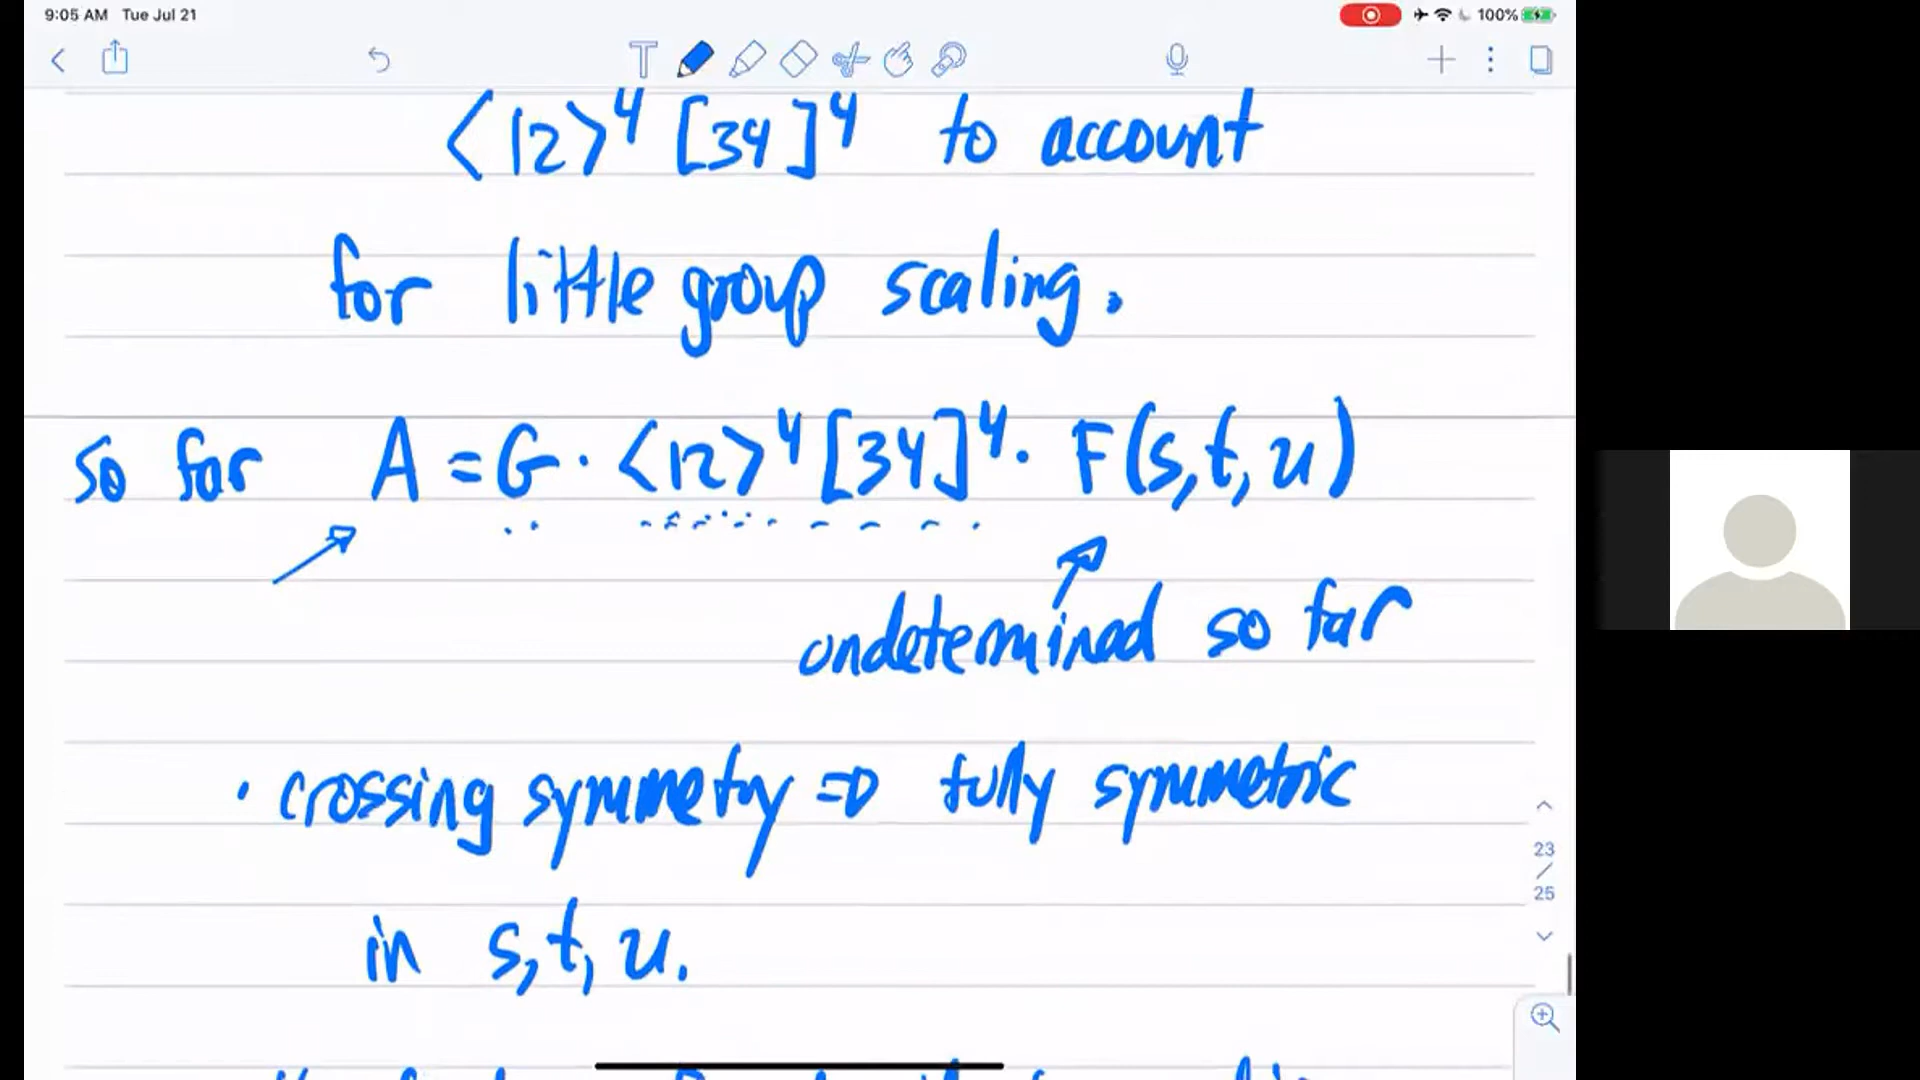 9:05 AM Tue Jul 21
100%
⟨12⟩⁴ [34]⁴ to account
for little group scaling.
so far A = G · ⟨12⟩⁴ [34]⁴ · F(s,t,u)
undetermined so far
· crossing symmetry ⇒ fully symmetric
in s,t,u.
23
/
25